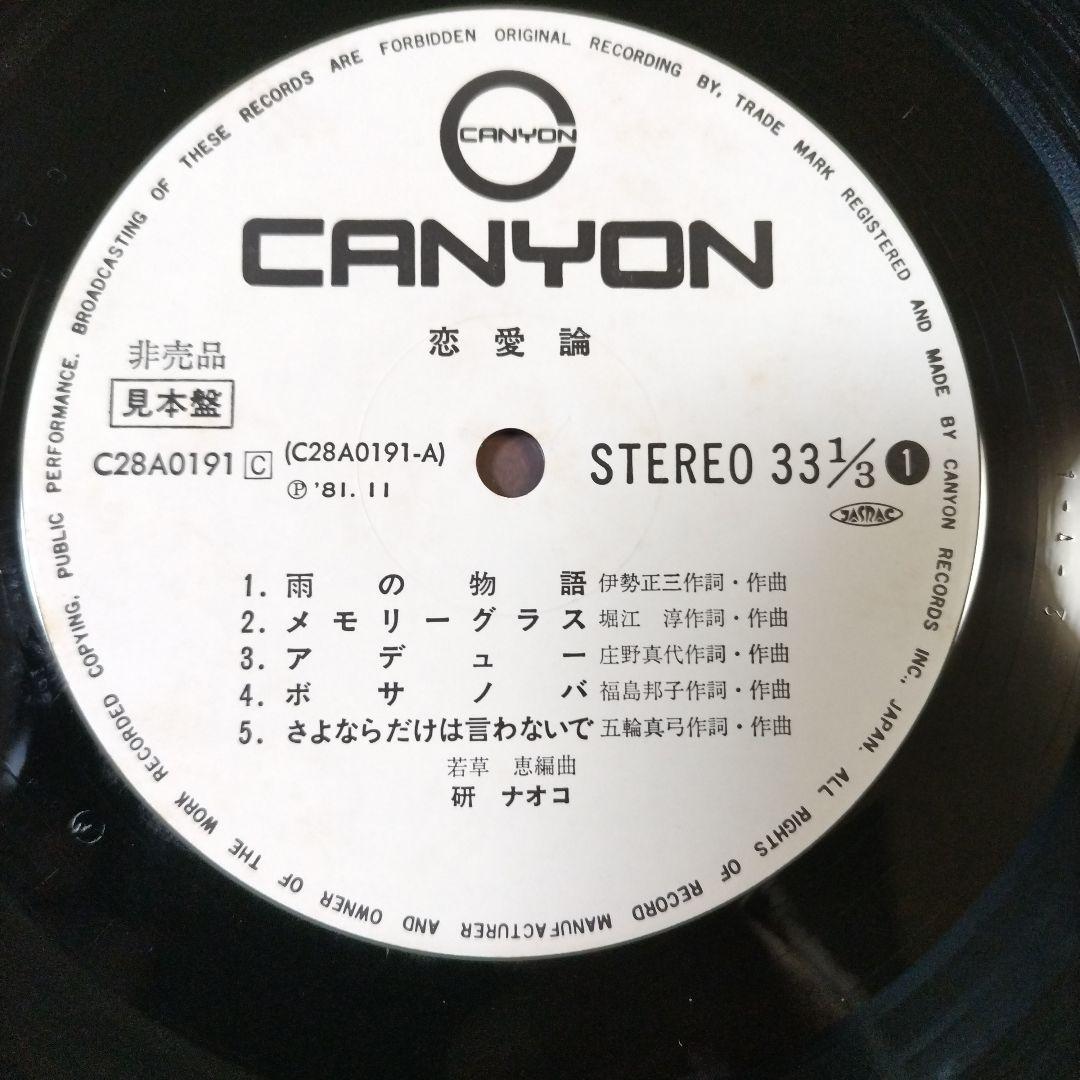 CANYON
CANYON
恋愛論
非売品
見本盤
C28A0191 C (C28A0191-A)
Ⓟ '81. 11
STEREO 33 1/3 1
JASRAC
1. 雨の物語 伊勢正三作詞・作曲
2. メモリーグラス 堀江 淳作詞・作曲
3. アデュー 庄野真代作詞・作曲
4. ボサノバ 福島邦子作詞・作曲
5. さよならだけは言わないで 五輪真弓作詞・作曲
若草 恵編曲
研 ナオコ
ORIGINAL RECORDING BY, TRADE MARK REGISTERED AND MADE BY CANYON RECORDS INC., JAPAN. ALL RIGHTS OF RECORD MANUFACTURER AND OWNER OF THE WORK RECORDED COPYING, PUBLIC PERFORMANCE. BROADCASTING OF THESE RECORDS ARE FORBIDDEN